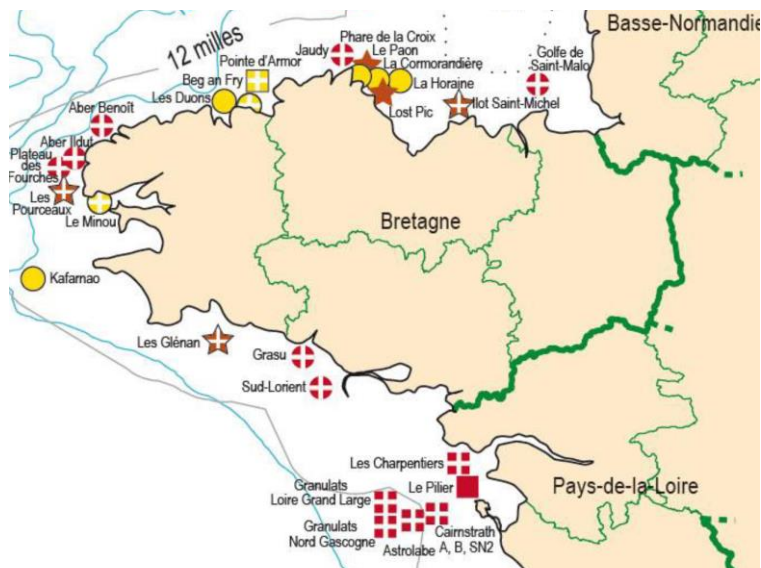 Basse-Normandie
12 milles
Phare de la Croix
Le Paon
La Cormorandière
Jaudy
Golfe de
Saint-Malo
Pointe d'Armor
Beg an Fry
La Horaine
Les Duons
Lost Pic
Ilot Saint-Michel
Aber Benoît
Aber Ildut
Plateau
des
Fourches
Les
Pourceaux
Le Minou
Bretagne
Kafarnao
Les Glénan
Grasu
Sud-Lorient
Les Charpentiers
Granulats
Loire Grand Large
Le Pilier
Pays-de-la-Loire
Granulats
Nord Gascogne
Astrolabe
Cairnstrath
A, B, SN2